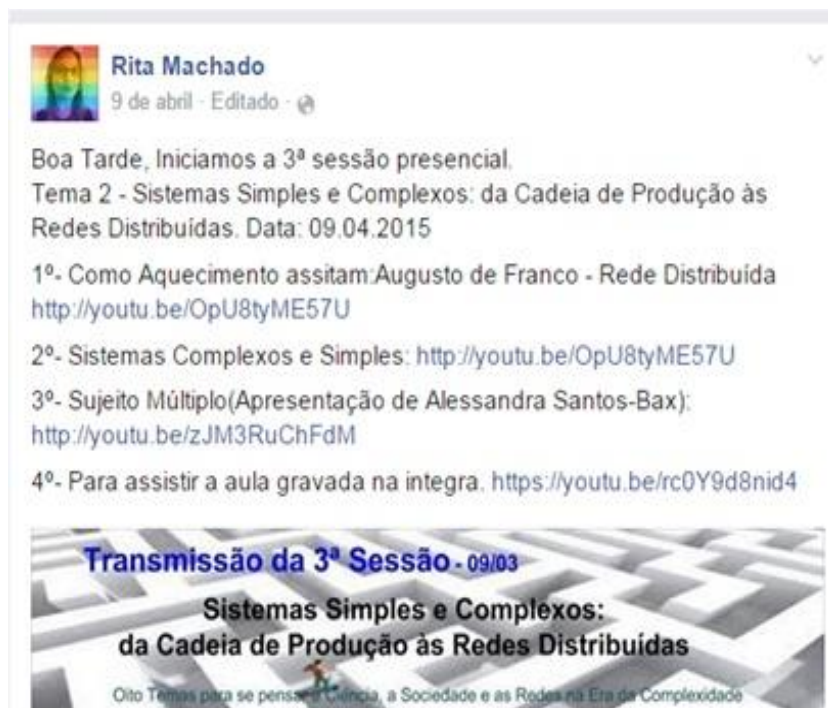 Rita Machado
9 de abril · Editado ·
Boa Tarde, Iniciamos a 3ª sessão presencial.
Tema 2 - Sistemas Simples e Complexos: da Cadeia de Produção às
Redes Distribuídas. Data: 09.04.2015
1º- Como Aquecimento assitam:Augusto de Franco - Rede Distribuída
http://youtu.be/OpU8tyME57U
2º- Sistemas Complexos e Simples: http://youtu.be/OpU8tyME57U
3º- Sujeito Múltiplo(Apresentação de Alessandra Santos-Bax):
http://youtu.be/zJM3RuChFdM
4º- Para assistir a aula gravada na integra. https://youtu.be/rc0Y9d8nid4
Transmissão da 3ª Sessão - 09/03
Sistemas Simples e Complexos:
da Cadeia de Produção às Redes Distribuídas
Oito Temas para se pensar a Ciência, a Sociedade e as Redes na Era da Complexidade